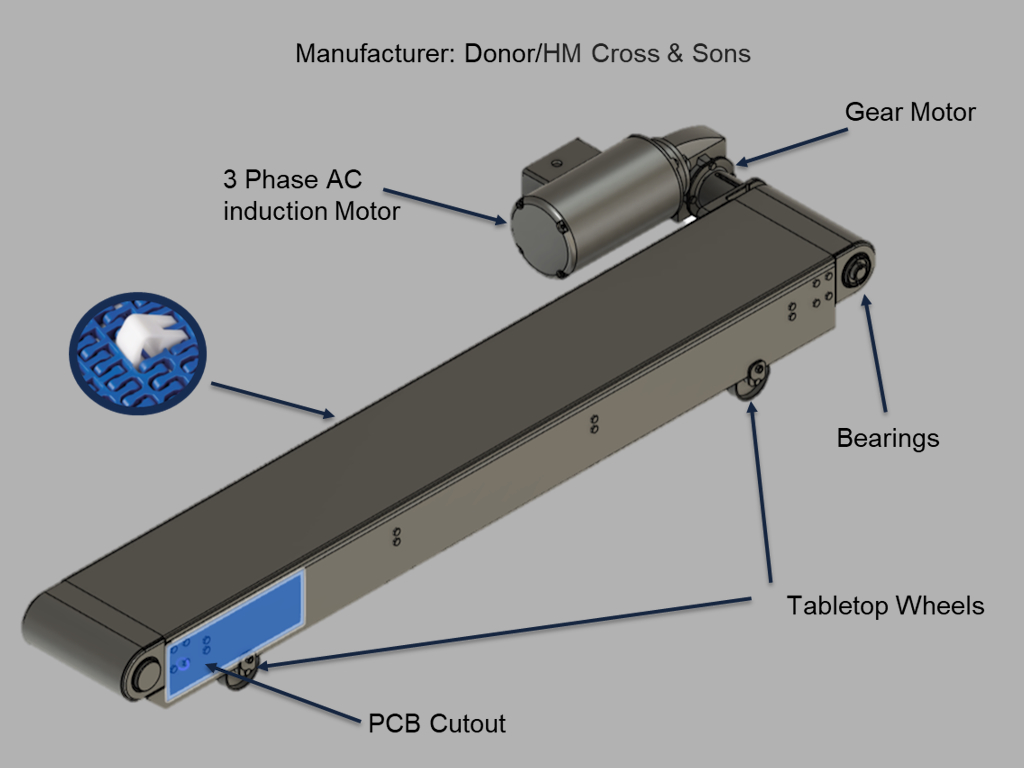 Manufacturer: Donor/HM Cross & Sons
Gear Motor
3 Phase AC
induction Motor
Bearings
Tabletop Wheels
PCB Cutout